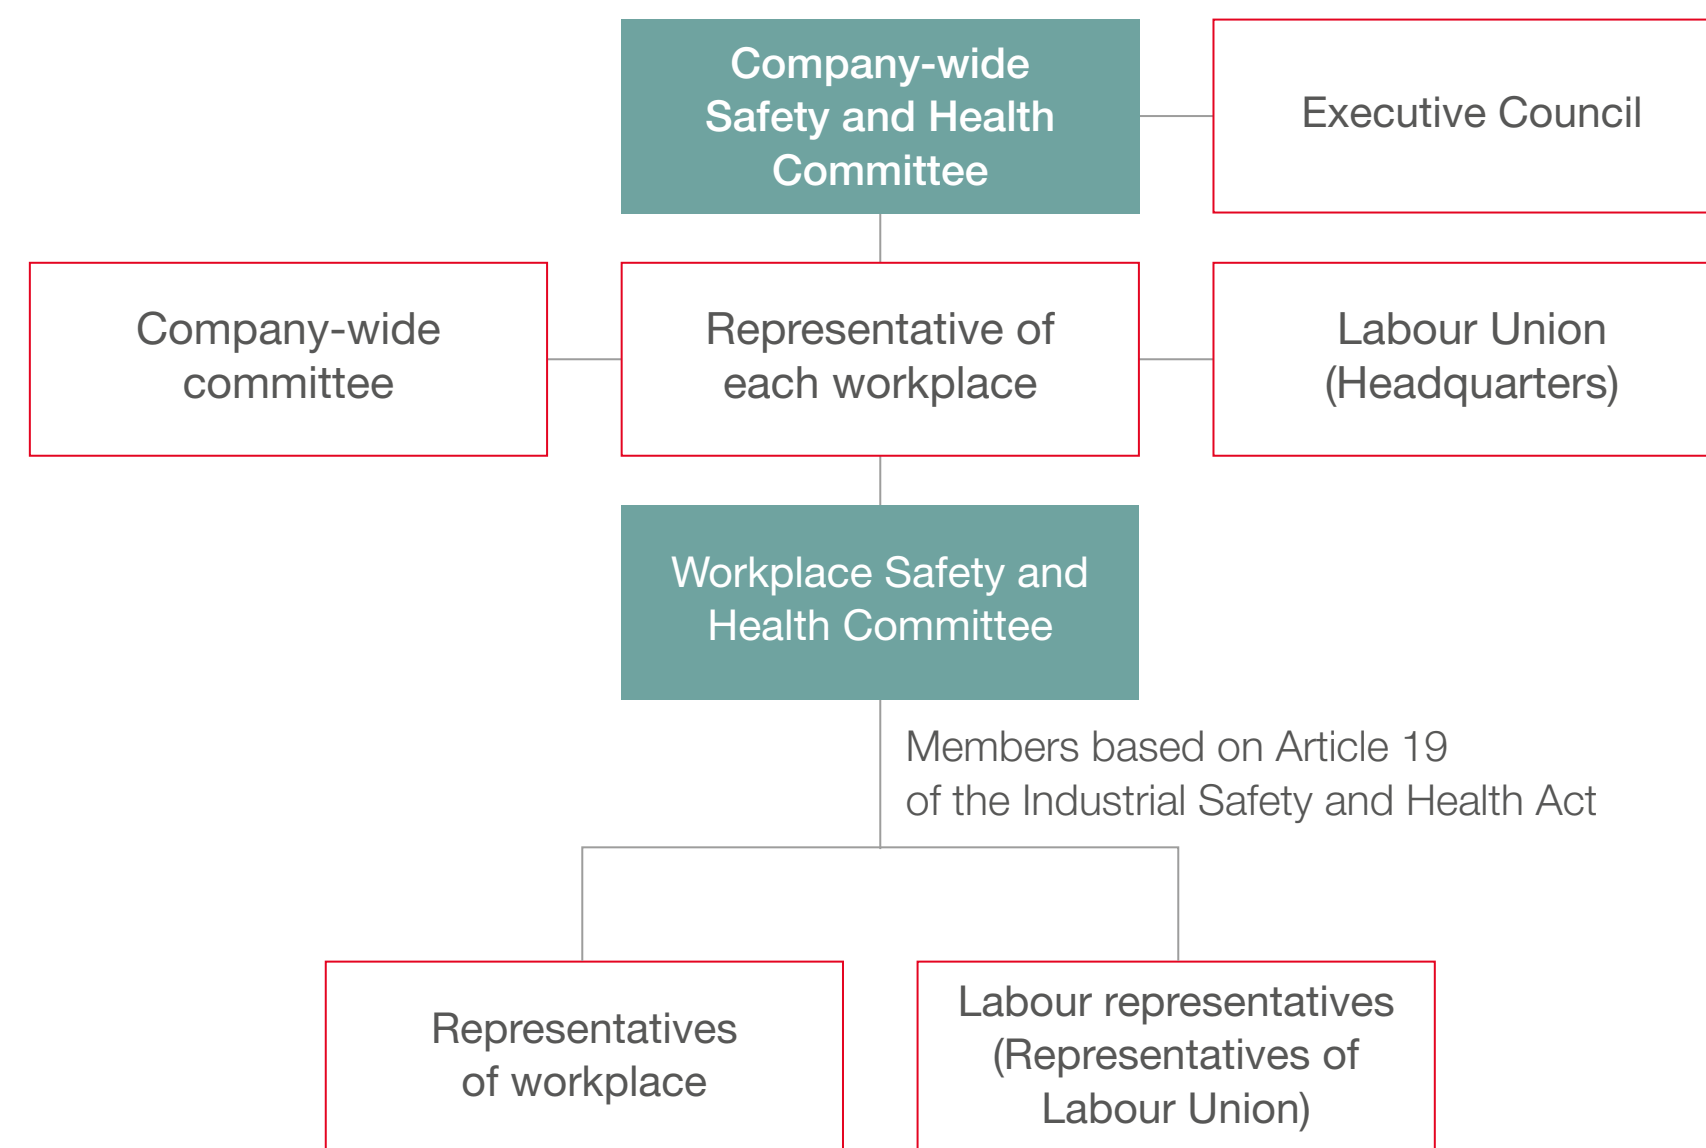 Company-wide
Safety and Health
Committee
Executive Council
Company-wide
committee
Representative of
each workplace
Labour Union
(Headquarters)
Workplace Safety and
Health Committee
Members based on Article 19
of the Industrial Safety and Health Act
Representatives
of workplace
Labour representatives
(Representatives of
Labour Union)